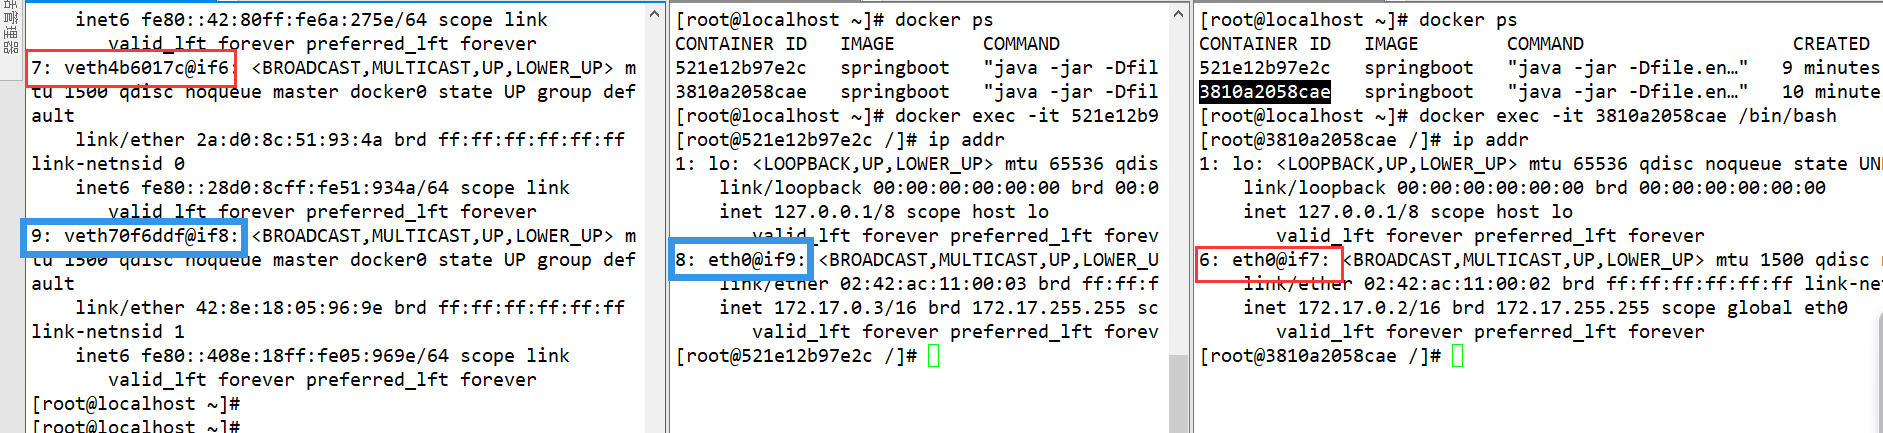 话管理器
inet6 fe80::42:80ff:fe6a:275e/64 scope link
valid_lft forever preferred_lft forever
7: veth4b6017c@if6: <BROADCAST,MULTICAST,UP,LOWER_UP> m
tu 1500 qdisc noqueue master docker0 state UP group def
ault
link/ether 2a:d0:8c:51:93:4a brd ff:ff:ff:ff:ff:ff
link-netnsid 0
inet6 fe80::28d0:8cff:fe51:934a/64 scope link
valid_lft forever preferred_lft forever
9: veth70f6ddf@if8: <BROADCAST,MULTICAST,UP,LOWER_UP> m
tu 1500 qdisc noqueue master docker0 state UP group def
ault
link/ether 42:8e:18:05:96:9e brd ff:ff:ff:ff:ff:ff
link-netnsid 1
inet6 fe80::408e:18ff:fe05:969e/64 scope link
valid_lft forever preferred_lft forever
[root@localhost ~]#
[root@localhost ~]#
[root@localhost ~]# docker ps
CONTAINER ID   IMAGE        COMMAND
521e12b97e2c   springboot   "java -jar -Dfil
3810a2058cae   springboot   "java -jar -Dfil
[root@localhost ~]# docker exec -it 521e12b9
[root@521e12b97e2c /]# ip addr
1: lo: <LOOPBACK,UP,LOWER_UP> mtu 65536 qdis
link/loopback 00:00:00:00:00:00 brd 00:0
inet 127.0.0.1/8 scope host lo
valid_lft forever preferred_lft forev
8: eth0@if9: <BROADCAST,MULTICAST,UP,LOWER_U
link/ether 02:42:ac:11:00:03 brd ff:ff:f
inet 172.17.0.3/16 brd 172.17.255.255 sc
valid_lft forever preferred_lft forev
[root@521e12b97e2c /]#
[root@localhost ~]# docker ps
CONTAINER ID   IMAGE        COMMAND                  CREATED
521e12b97e2c   springboot   "java -jar -Dfile.en…"   9 minutes
3810a2058cae   springboot   "java -jar -Dfile.en…"   10 minute
[root@localhost ~]# docker exec -it 3810a2058cae /bin/bash
[root@3810a2058cae /]# ip addr
1: lo: <LOOPBACK,UP,LOWER_UP> mtu 65536 qdisc noqueue state UN
link/loopback 00:00:00:00:00:00 brd 00:00:00:00:00:00
inet 127.0.0.1/8 scope host lo
valid_lft forever preferred_lft forever
6: eth0@if7: <BROADCAST,MULTICAST,UP,LOWER_UP> mtu 1500 qdisc
link/ether 02:42:ac:11:00:02 brd ff:ff:ff:ff:ff:ff link-ne
inet 172.17.0.2/16 brd 172.17.255.255 scope global eth0
valid_lft forever preferred_lft forever
[root@3810a2058cae /]#